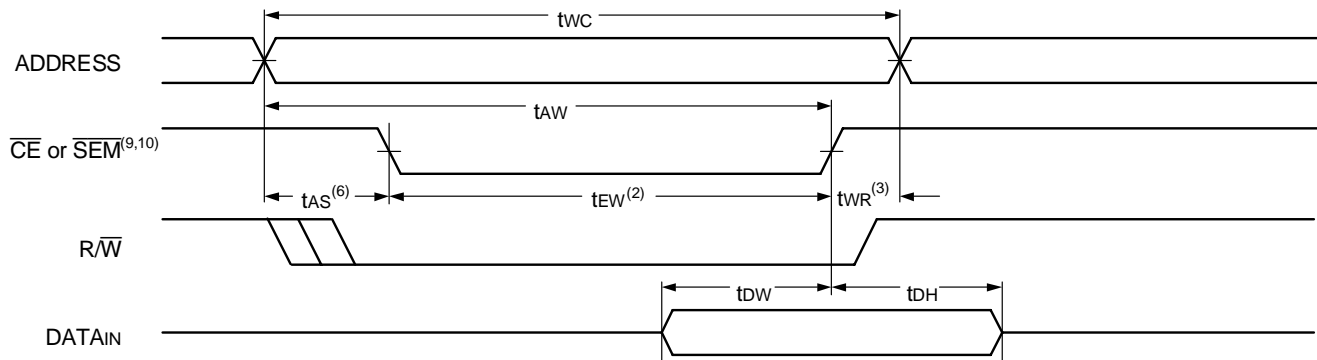 tWC
ADDRESS
tAW
CE or SEM(9,10)
tAS(6) tEW(2) tWR(3)
R/W
tDW tDH
DATAIN